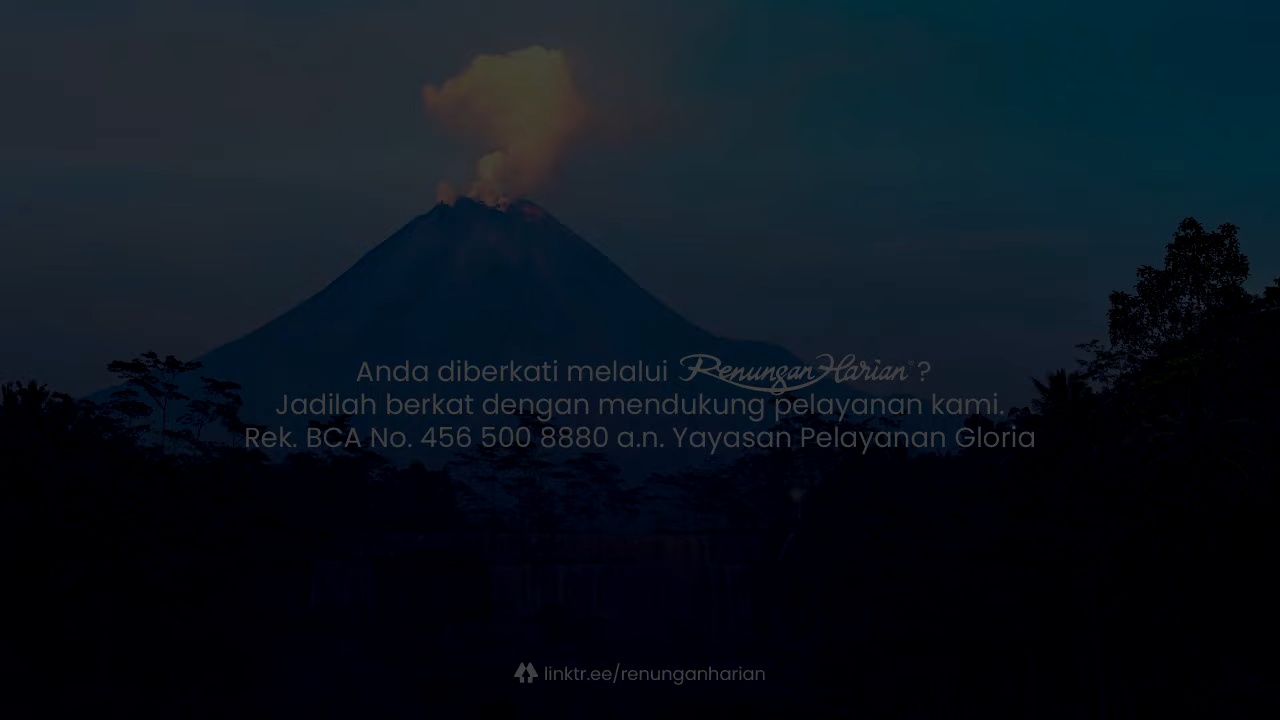 Anda diberkati melalui Renungan Harian®?
Jadilah berkat dengan mendukung pelayanan kami.
Rek. BCA No. 456 500 8880 a.n. Yayasan Pelayanan Gloria
linktr.ee/renunganharian